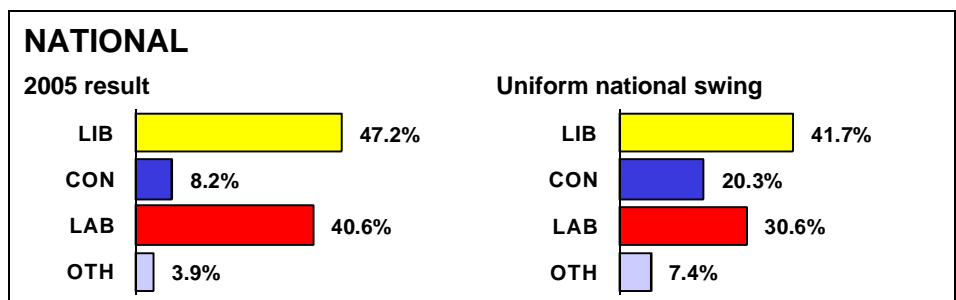 NATIONAL
2005 result
LIB 47.2%
CON 8.2%
LAB 40.6%
OTH 3.9%
Uniform national swing
LIB 41.7%
CON 20.3%
LAB 30.6%
OTH 7.4%